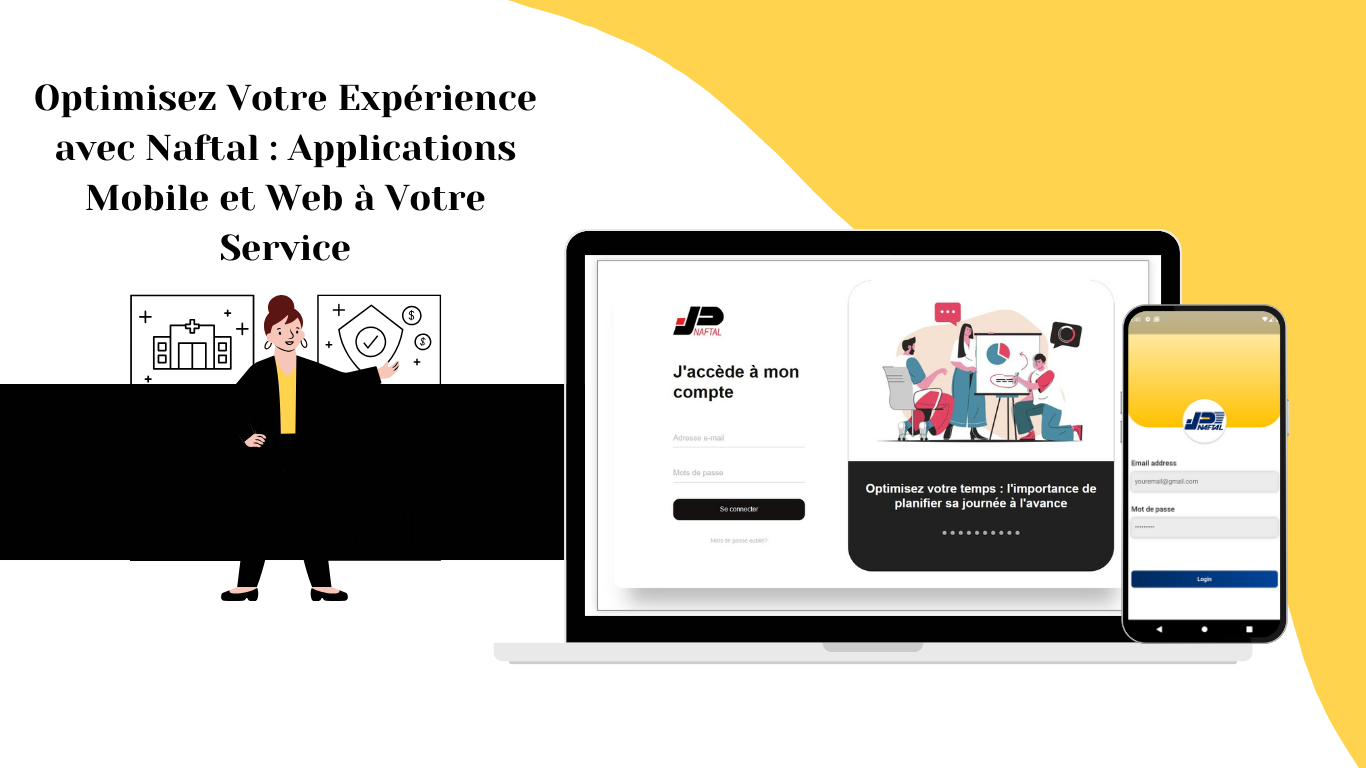 Optimisez Votre Expérience
avec Naftal : Applications
Mobile et Web à Votre
Service
$
$
NAFTAL
J'accède à mon
compte
Adresse e-mail
Mots de passe
Se connecter
Mots de passe oublié?
Optimisez votre temps : l'importance de
planifier sa journée à l'avance
NAFTAL
Email address
youremail@gmail.com
Mot de passe
Login